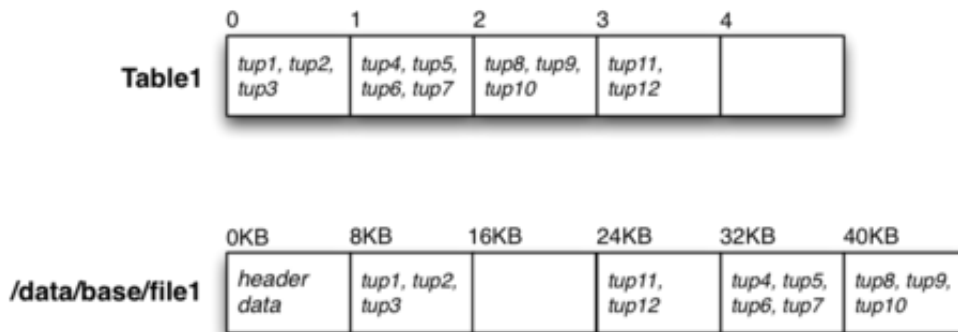 0 1 2 3 4
Table1
tup1, tup2, tup4, tup5, tup8, tup9, tup11,
tup3 tup6, tup7 tup10 tup12
0KB 8KB 16KB 24KB 32KB 40KB
/data/base/file1
header tup1, tup2, tup11, tup4, tup5, tup8, tup9,
data tup3 tup12 tup6, tup7 tup10